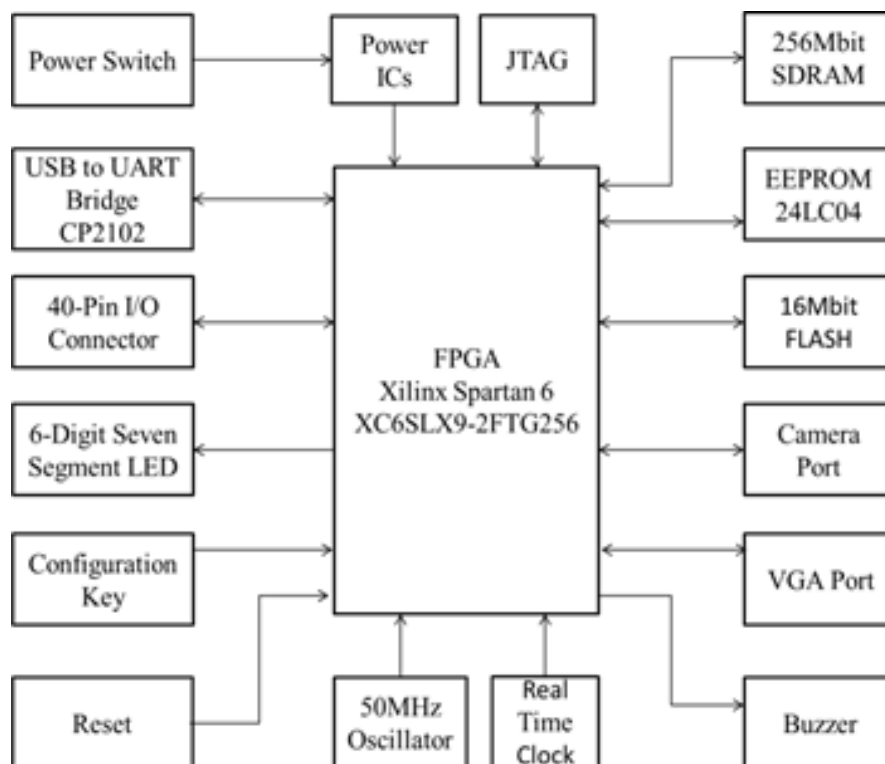 Power Switch
Power
ICs
JTAG
256Mbit
SDRAM
USB to UART
Bridge
CP2102
EEPROM
24LC04
40-Pin I/O
Connector
16Mbit
FLASH
FPGA
Xilinx Spartan 6
XC6SLX9-2FTG256
6-Digit Seven
Segment LED
Camera
Port
Configuration
Key
VGA Port
Reset
50MHz
Oscillator
Real
Time
Clock
Buzzer